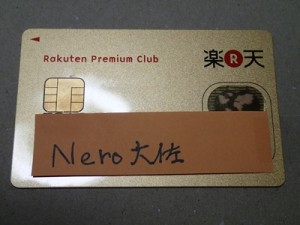 Rakuten Premium Club
楽R天
Nero大佐